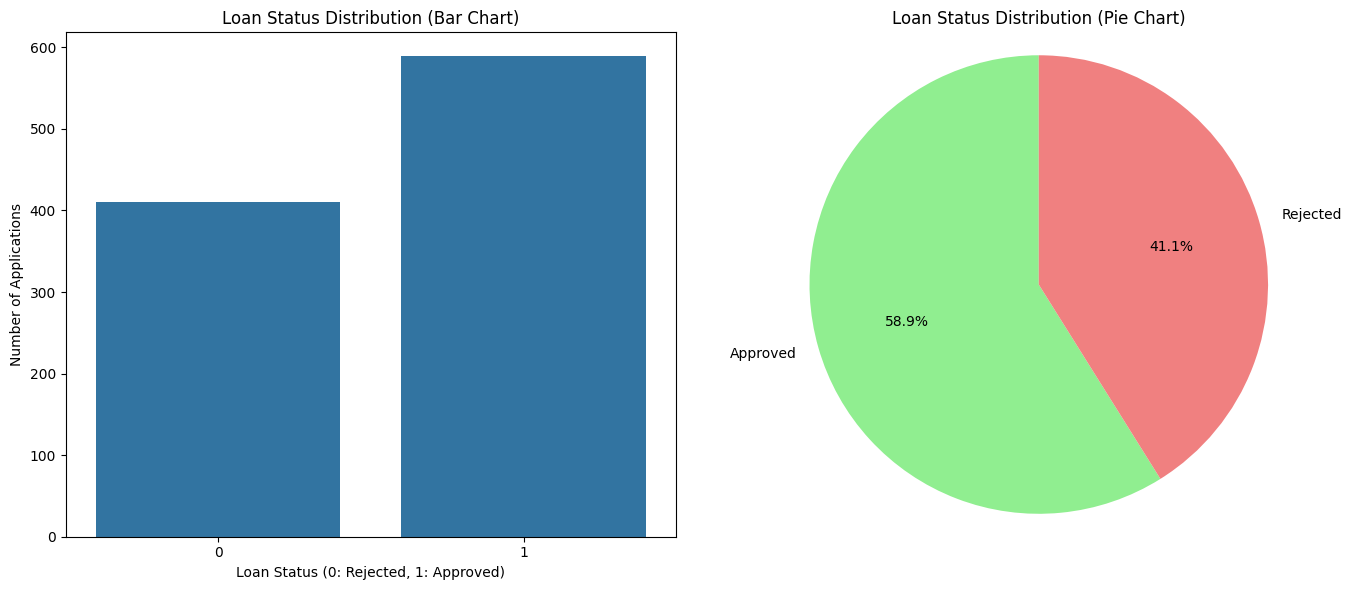 Loan Status Distribution (Bar Chart)
Number of Applications
600
500
400
300
200
100
0
0 1
Loan Status (0: Rejected, 1: Approved)
Loan Status Distribution (Pie Chart)
Rejected
41.1%
58.9%
Approved